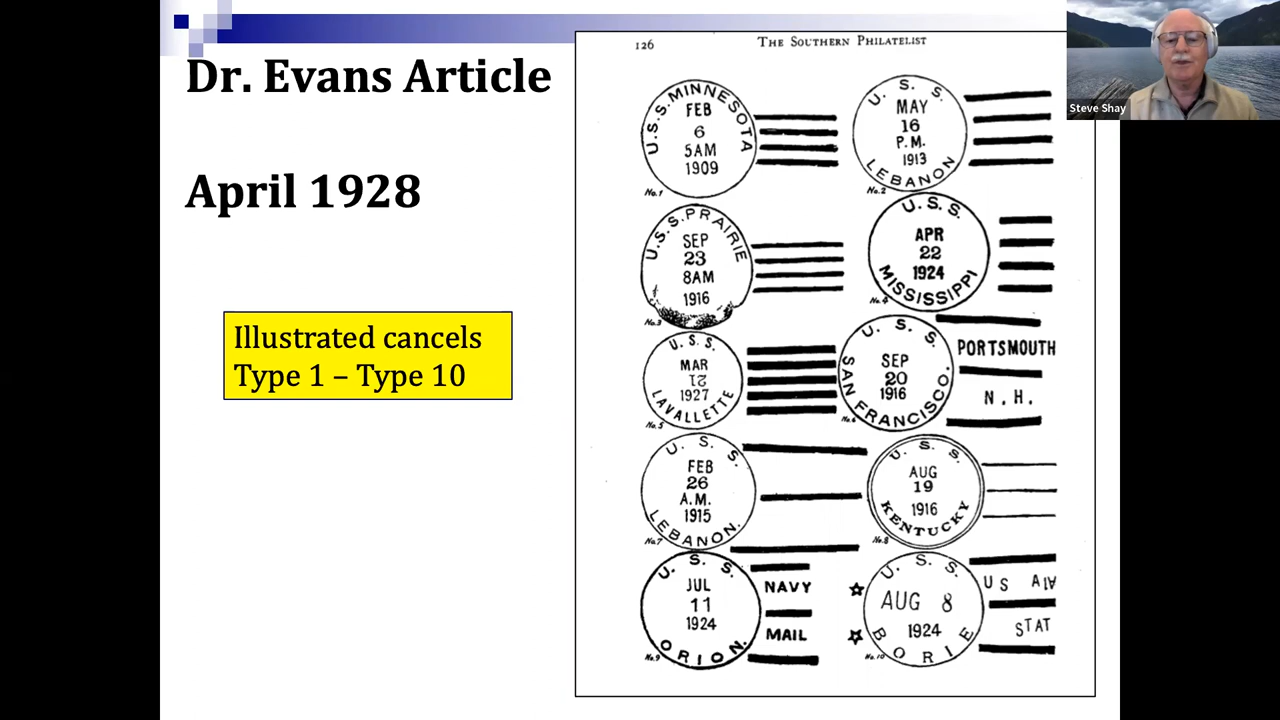 Dr. Evans Article
April 1928
Illustrated cancels
Type 1 – Type 10
126 THE SOUTHERN PHILATELIST
U.S.S. MINNESOTA
FEB
6
5AM
1909
No.1
U.S.S.
MAY
16
P.M.
1913
LEBANON
No.2
U.S.S. PRAIRIE
SEP
23
8AM
1916
No.3
U.S.S.
APR
22
1924
MISSISSIPPI
No.4
U.S.S.
MAR
21
1927
LAVALLETTE
No.5
U.S.S.
SEP
20
1916
SAN FRANCISCO.
No.6
PORTSMOUTH
N.H.
U.S.S.
FEB
26
A.M.
1915
LEBANON.
No.7
U.S.S.
AUG
19
1916
KENTUCKY
No.8
U.S.S.
JUL
11
1924
ORION.
No.9
NAVY
MAIL
U.S.S.
AUG 8
1924
BORIE
No.10
US
STAT
Steve Shay